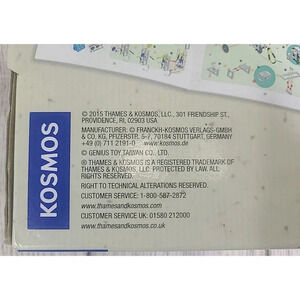 © 2015 THAMES & KOSMOS, LLC., 301 FRIENDSHIP ST.,
PROVIDENCE, RI, 02903 USA
MANUFACTURER: © FRANCKH-KOSMOS VERLAGS-GMBH
& CO. KG, PFIZERSTR. 5-7, 70184 STUTTGART, GERMANY
+49 (0) 711 2191-0 www.kosmos.de
© GENIUS TOY TAIWAN CO., LTD.
® THAMES & KOSMOS IS A REGISTERED TRADEMARK OF
THAMES & KOSMOS, LLC. PROTECTED BY LAW. ALL
RIGHTS RESERVED.
RIGHT TO TECHNICAL ALTERATIONS RESERVED.
CUSTOMER SERVICE: 1-800-587-2872
www.thamesandkosmos.com
CUSTOMER SERVICE UK: 01580 212000
www.thamesandkosmos.co.uk
KOSMOS